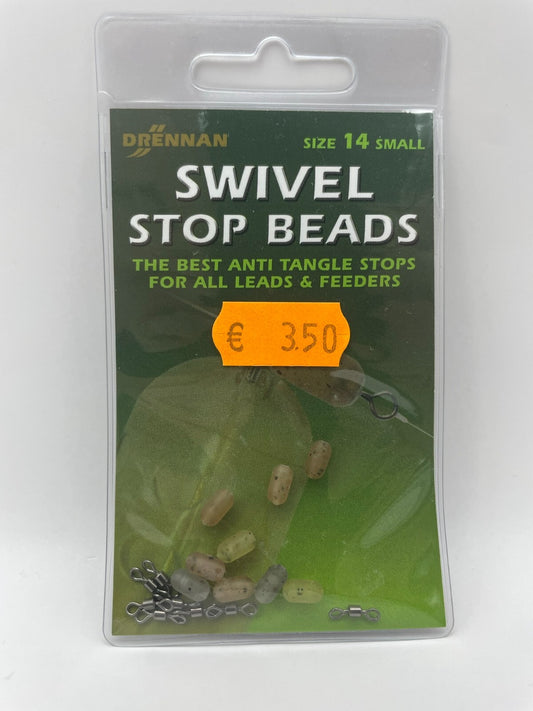 DRENNAN
SIZE 14 SMALL
SWIVEL
STOP BEADS
THE BEST ANTI TANGLE STOPS
FOR ALL LEADS & FEEDERS
€ 3.50